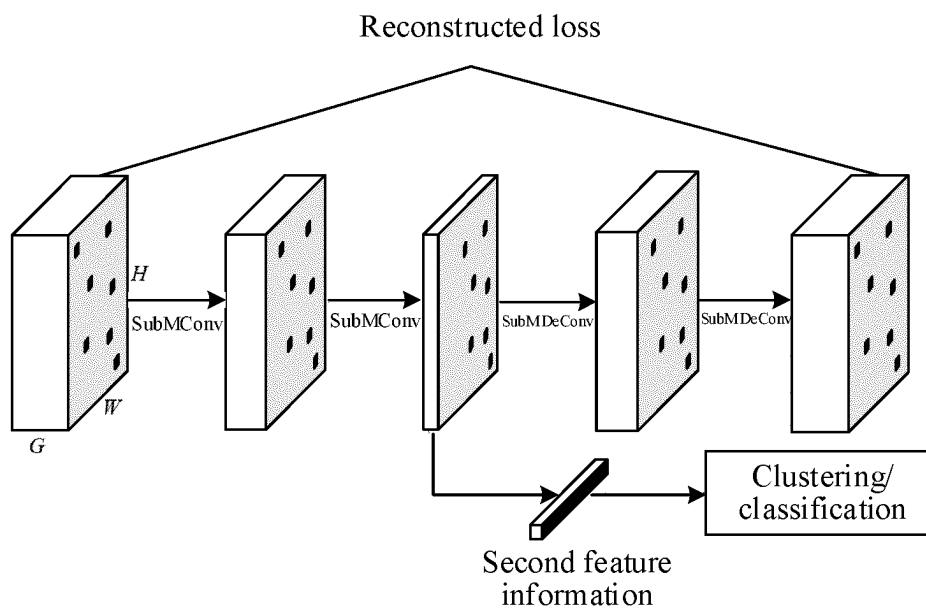 Reconstructed loss
H
SubMConv
SubMConv
SubMDeConv
SubMDeConv
W
G
Clustering/
classification
Second feature
information